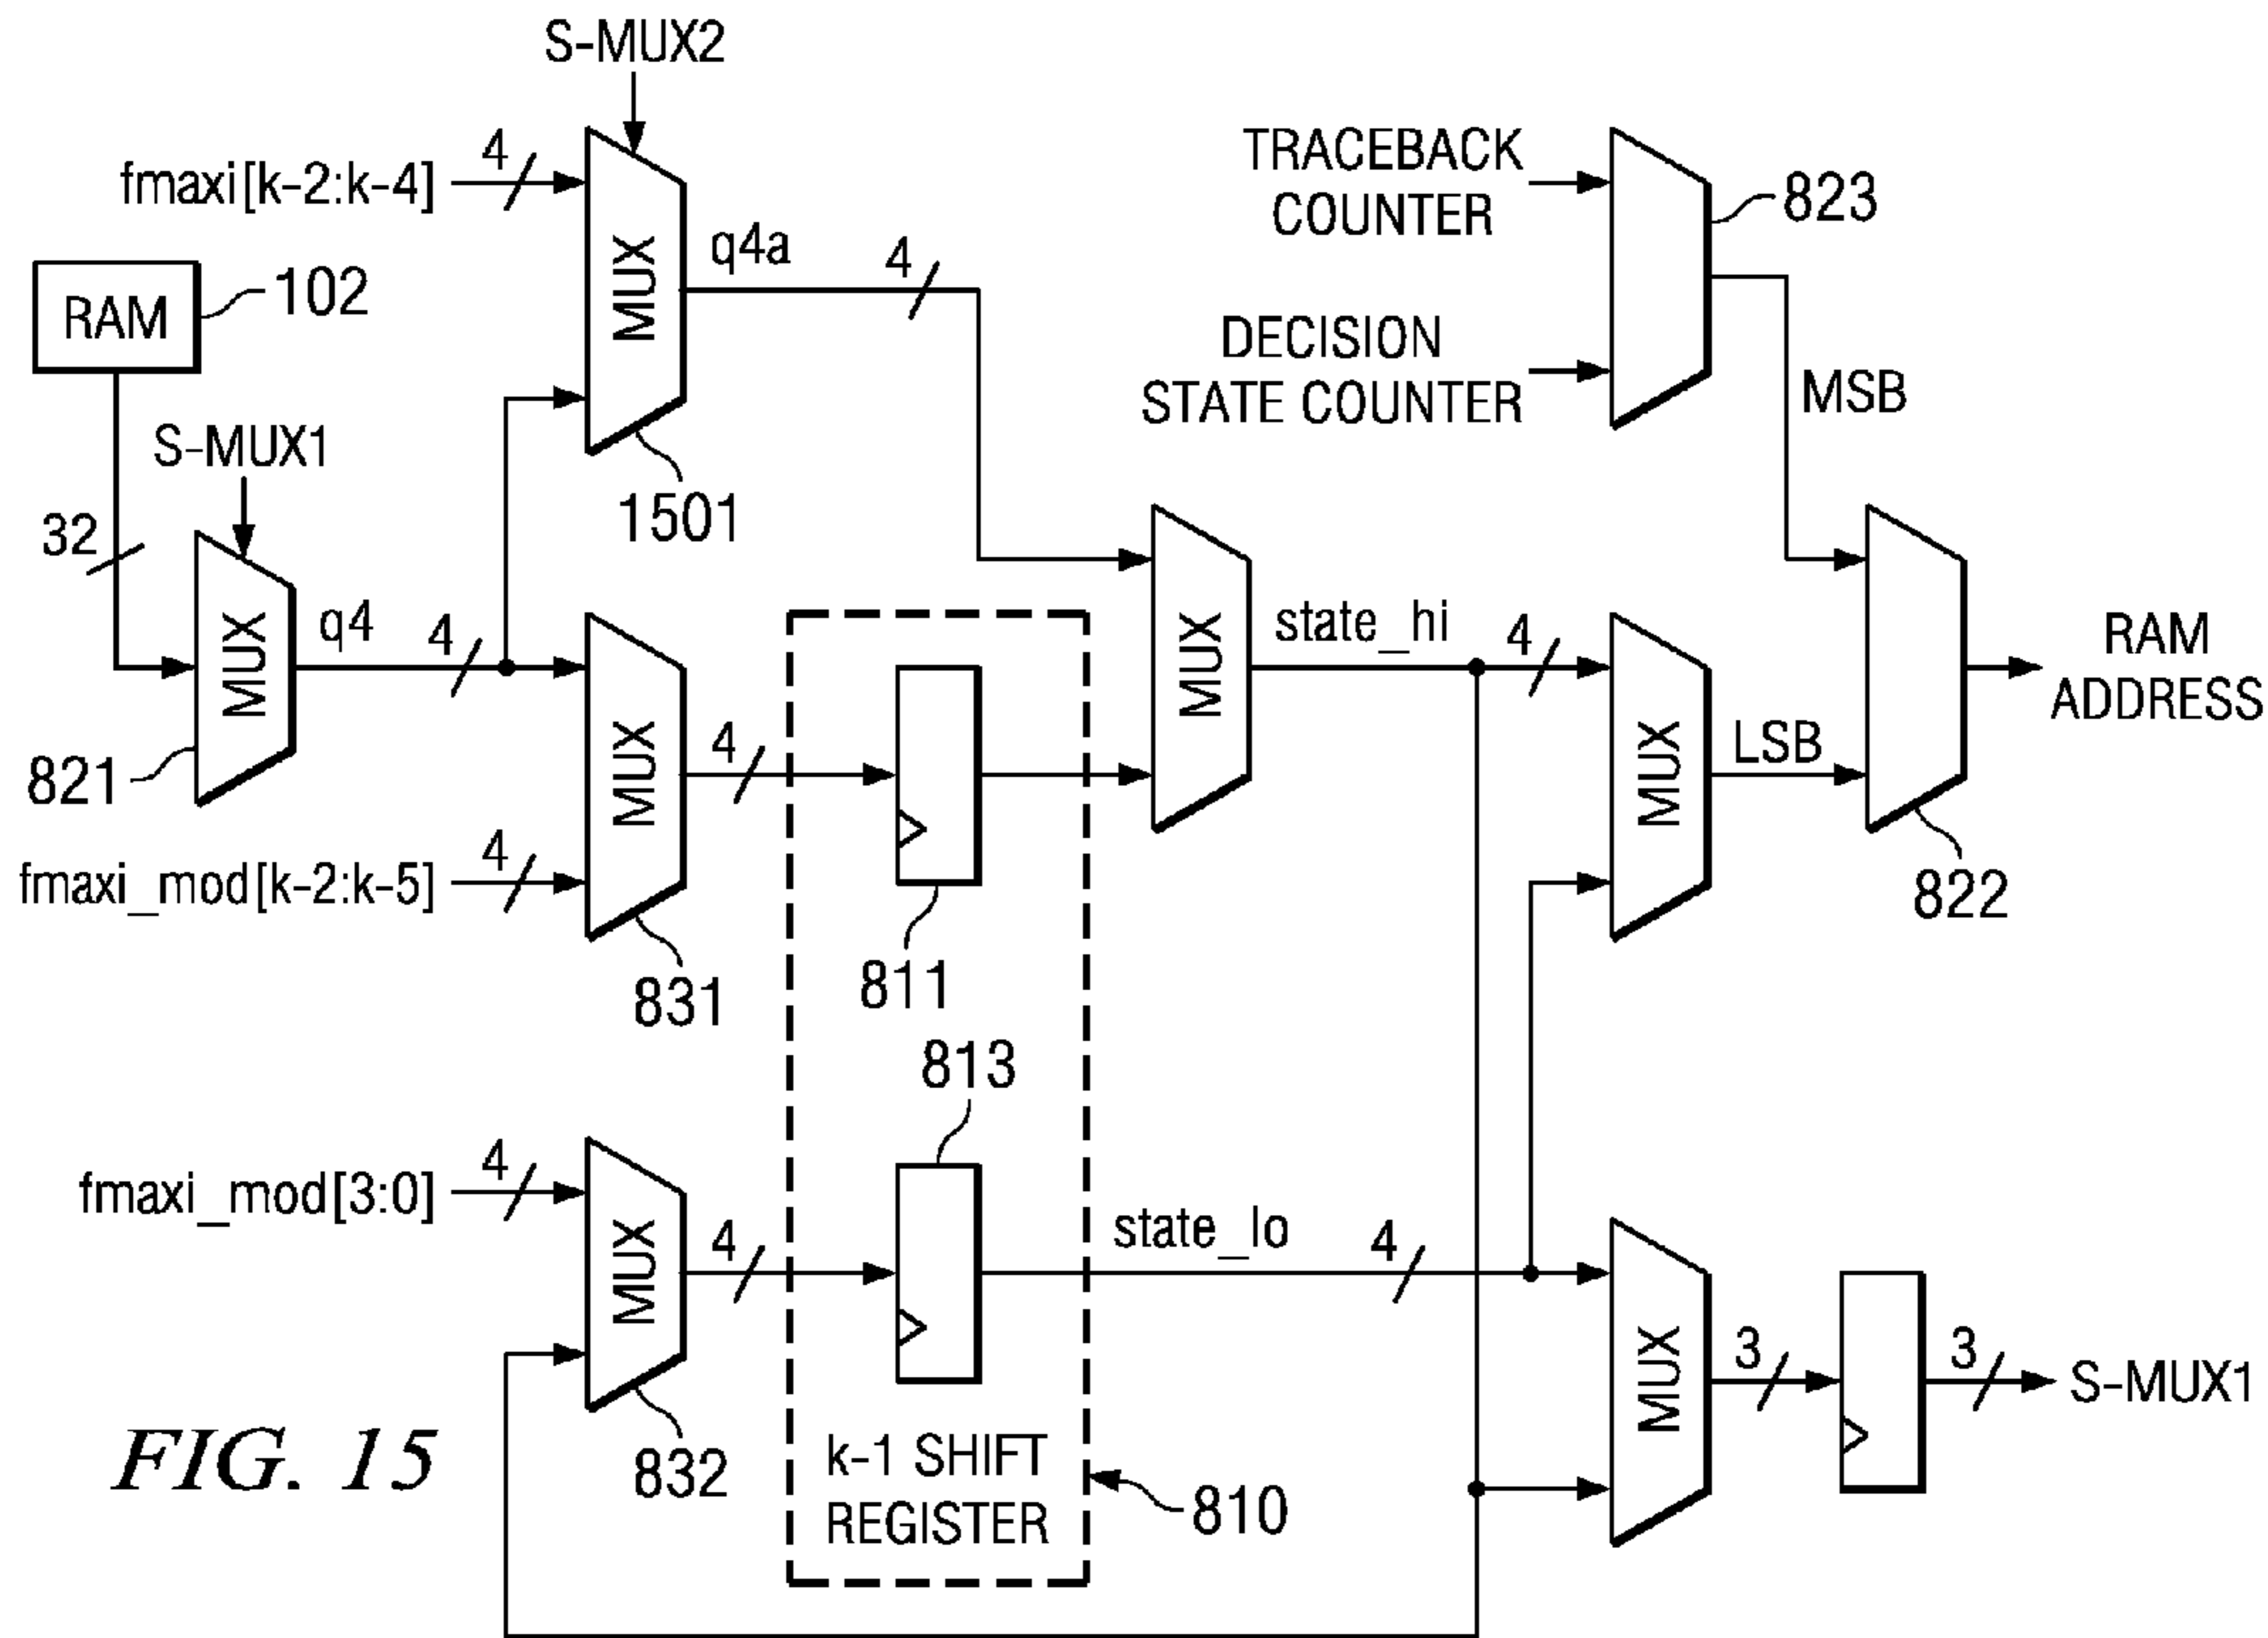 S-MUX2
fmaxi[k-2:k-4]
4
MUX
q4a
4
1501
TRACEBACK
COUNTER
DECISION
STATE COUNTER
823
MSB
RAM
102
32
S-MUX1
MUX
821
q4
4
MUX
831
fmaxi_mod[k-2:k-5]
4
4
811
MUX
state_hi
4
MUX
LSB
822
RAM
ADDRESS
813
fmaxi_mod[3:0]
4
MUX
832
4
state_lo
4
k-1 SHIFT
REGISTER
810
MUX
3
3
S-MUX1
FIG. 15